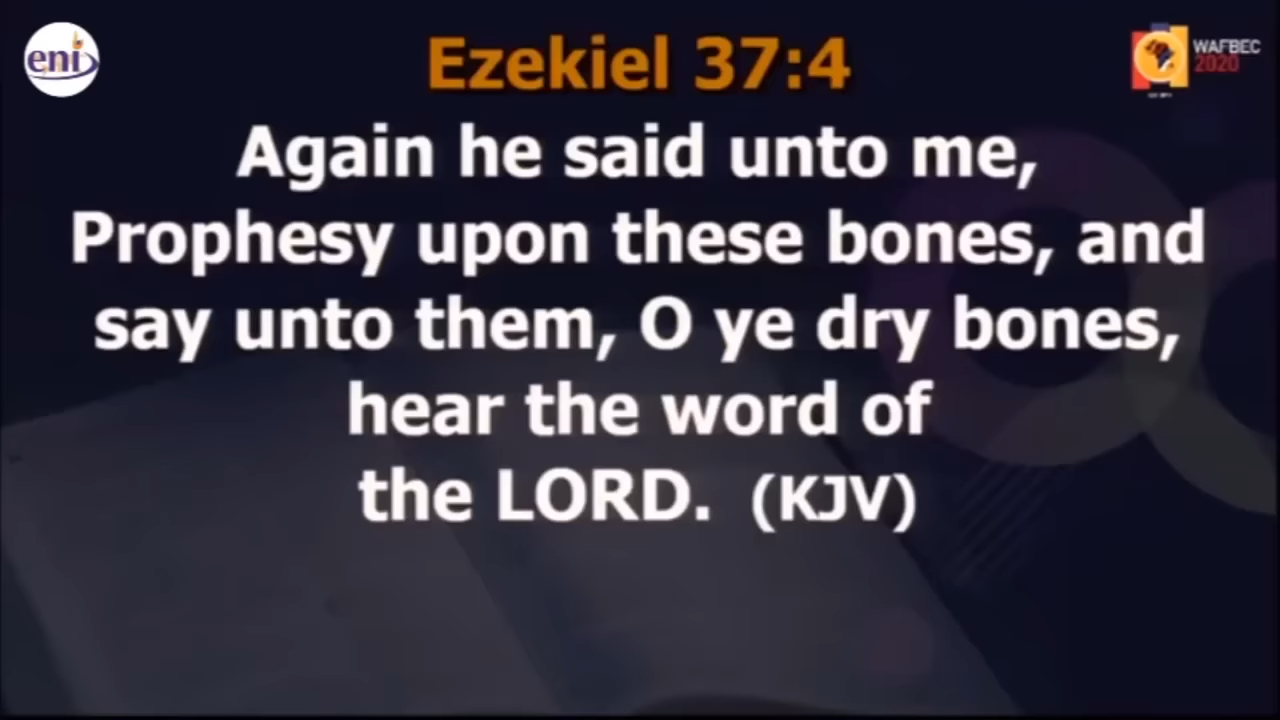 eni
WAFBEC
2020
Ezekiel 37:4
Again he said unto me,
Prophesy upon these bones, and
say unto them, O ye dry bones,
hear the word of
the LORD. (KJV)